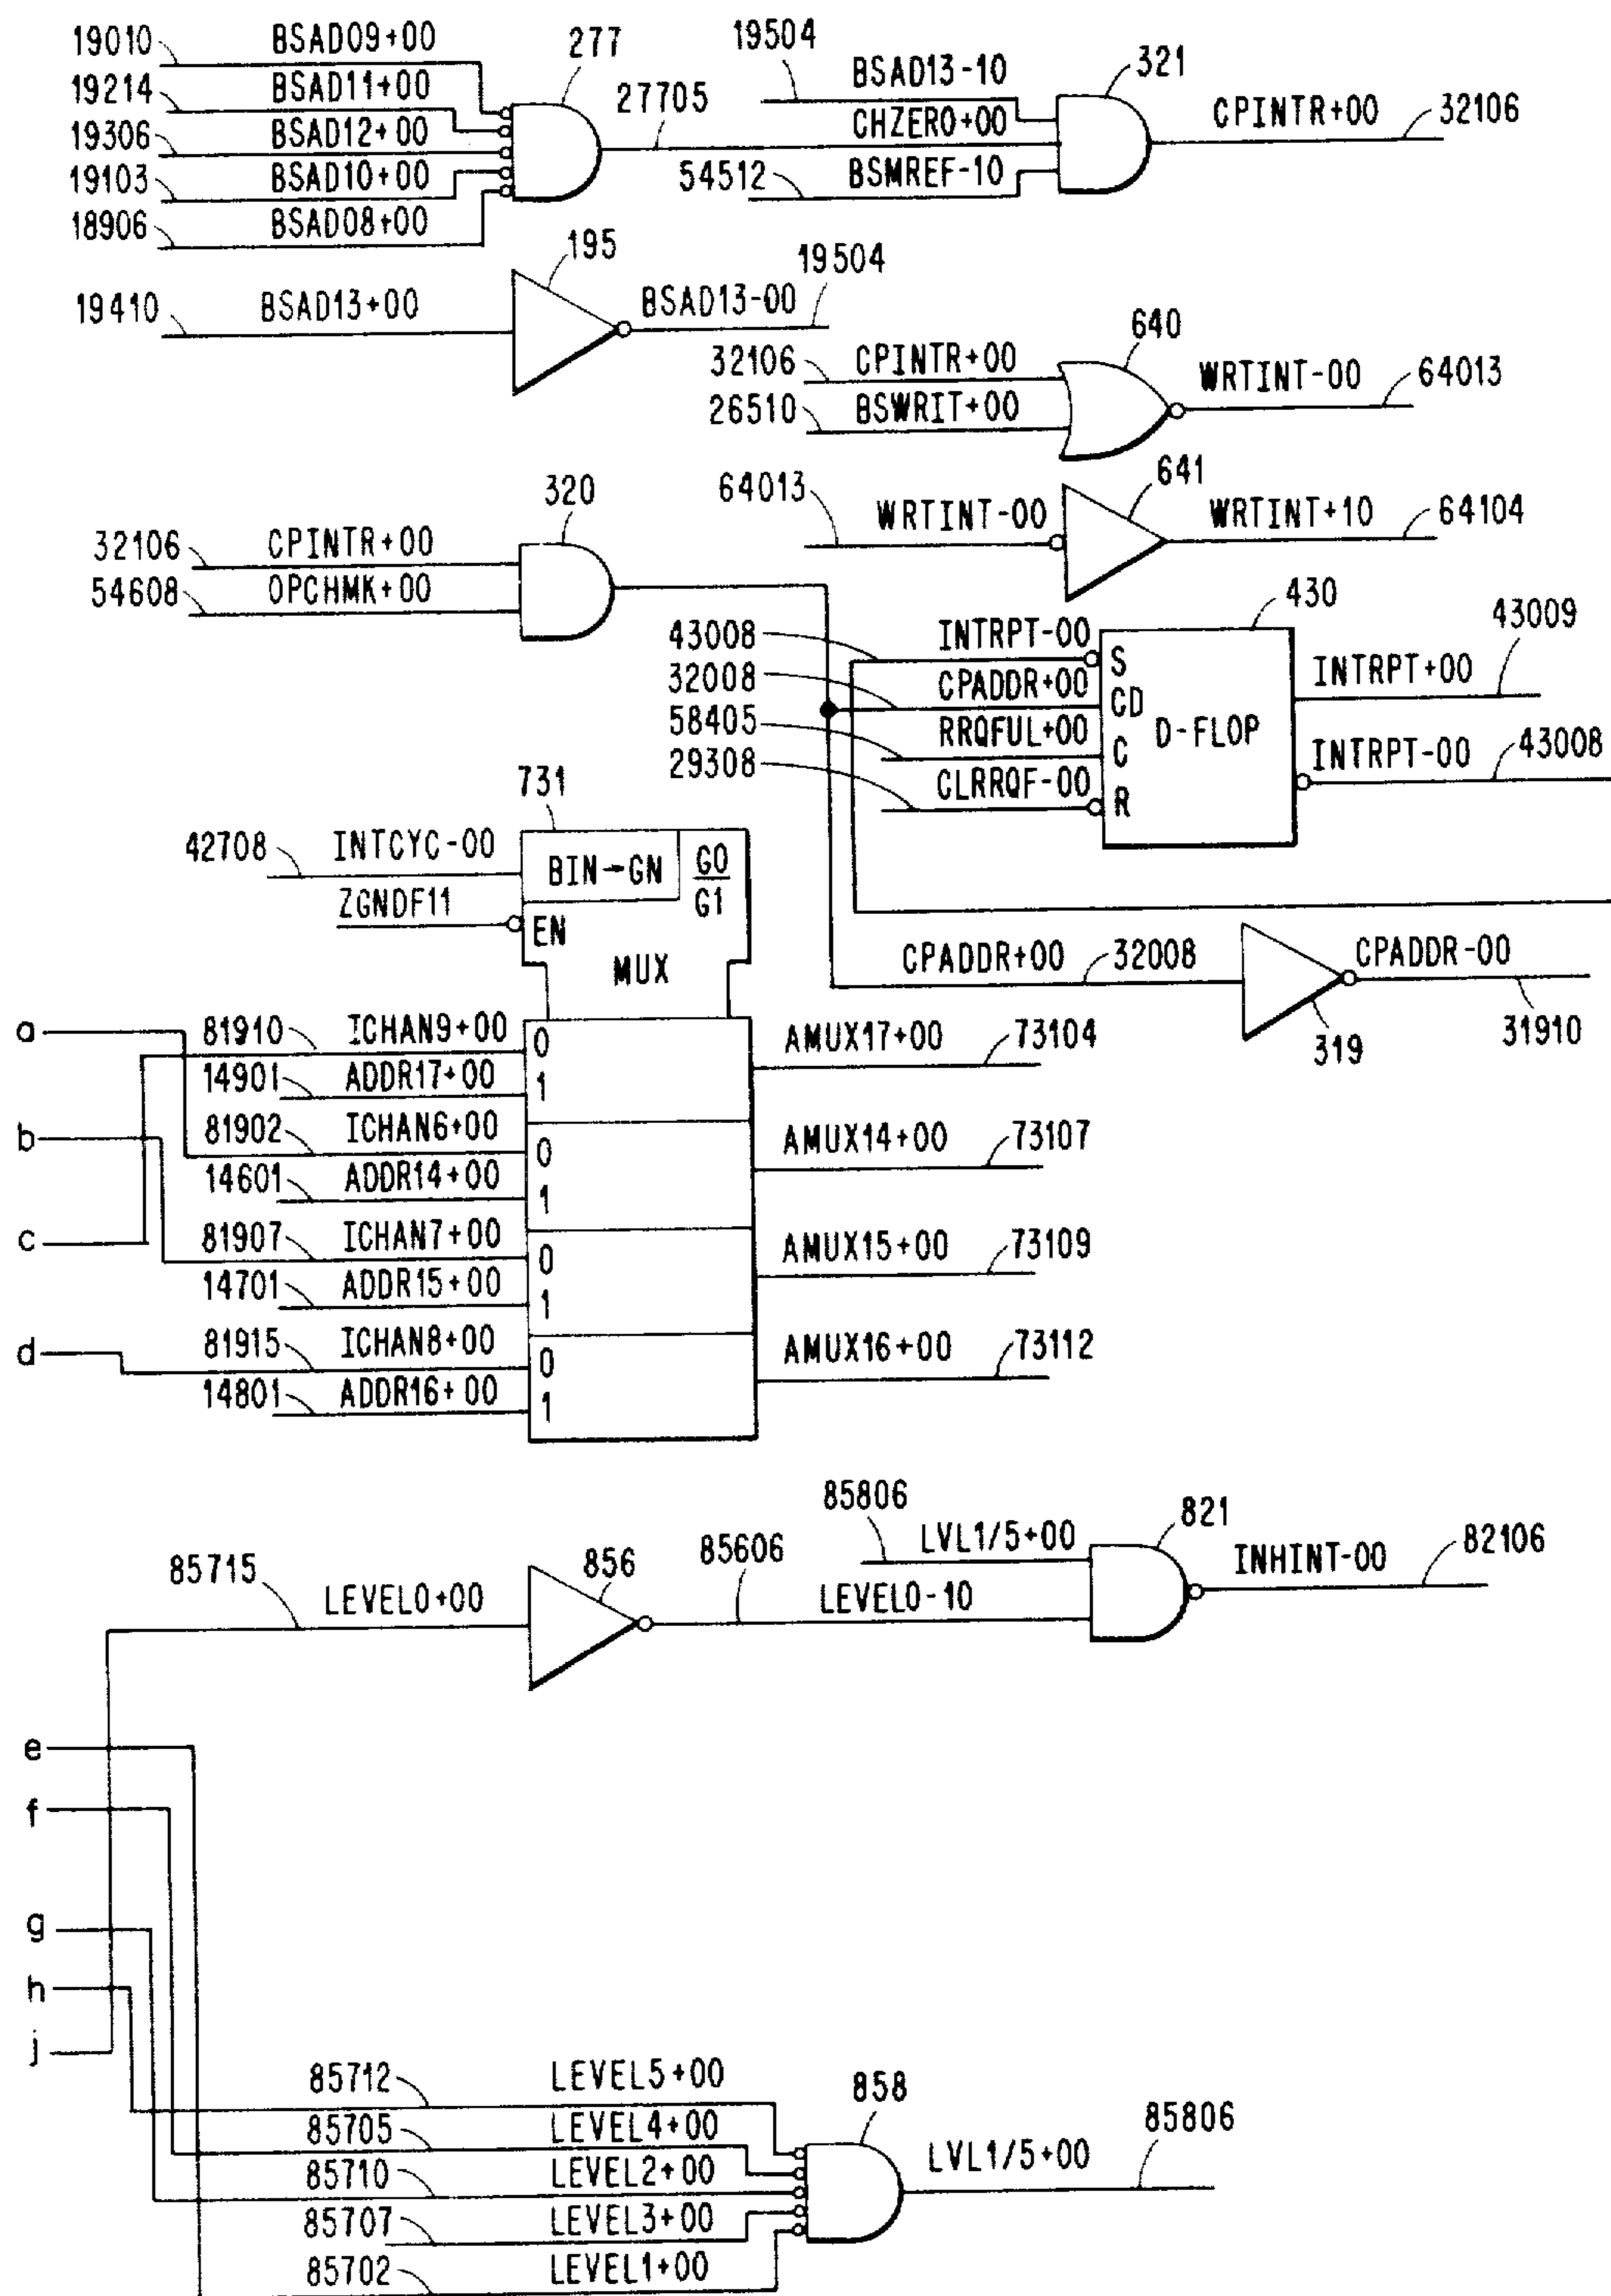 19010 BSAD09+00 277
19214 BSAD11+00 27705
19306 BSAD12+00
19103 BSAD10+00
18906 BSAD08+00
19504 BSAD13-10 321
CHZERO+00 CPINTR+00 32106
54512 BSMREF-10
195
19410 BSAD13+00 BSAD13-00 19504
640
32106 CPINTR+00 WRTINT-00 64013
26510 BSWRIT+00
320
32106 CPINTR+00
54608 OPCHMK+00
641
64013 WRTINT-00 WRTINT+10 64104
430
43008 INTRPT-00 S 43009
32008 CPADDR+00 CD INTRPT+00
58405 RRQFUL+00 C D-FLOP
29308 CLRRQF-00 R INTRPT-00 43008
731
42708 INTCYC-00 BIN→GN G0
G1
ZGNDF11 EN
MUX
CPADDR+00 32008 CPADDR-00
319 31910
a 81910 ICHAN9+00 0 AMUX17+00 73104
14901 ADDR17+00 1
b 81902 ICHAN6+00 0 AMUX14+00 73107
14601 ADDR14+00 1
c 81907 ICHAN7+00 0 AMUX15+00 73109
14701 ADDR15+00 1
d 81915 ICHAN8+00 0 AMUX16+00 73112
14801 ADDR16+00 1
85806 LVL1/5+00 821
85715 LEVEL0+00 856 85606 LEVEL0-10 INHINT-00 82106
e
f
g
h
j
85712 LEVEL5+00 858
85705 LEVEL4+00
85710 LEVEL2+00 LVL1/5+00 85806
85707 LEVEL3+00
85702 LEVEL1+00